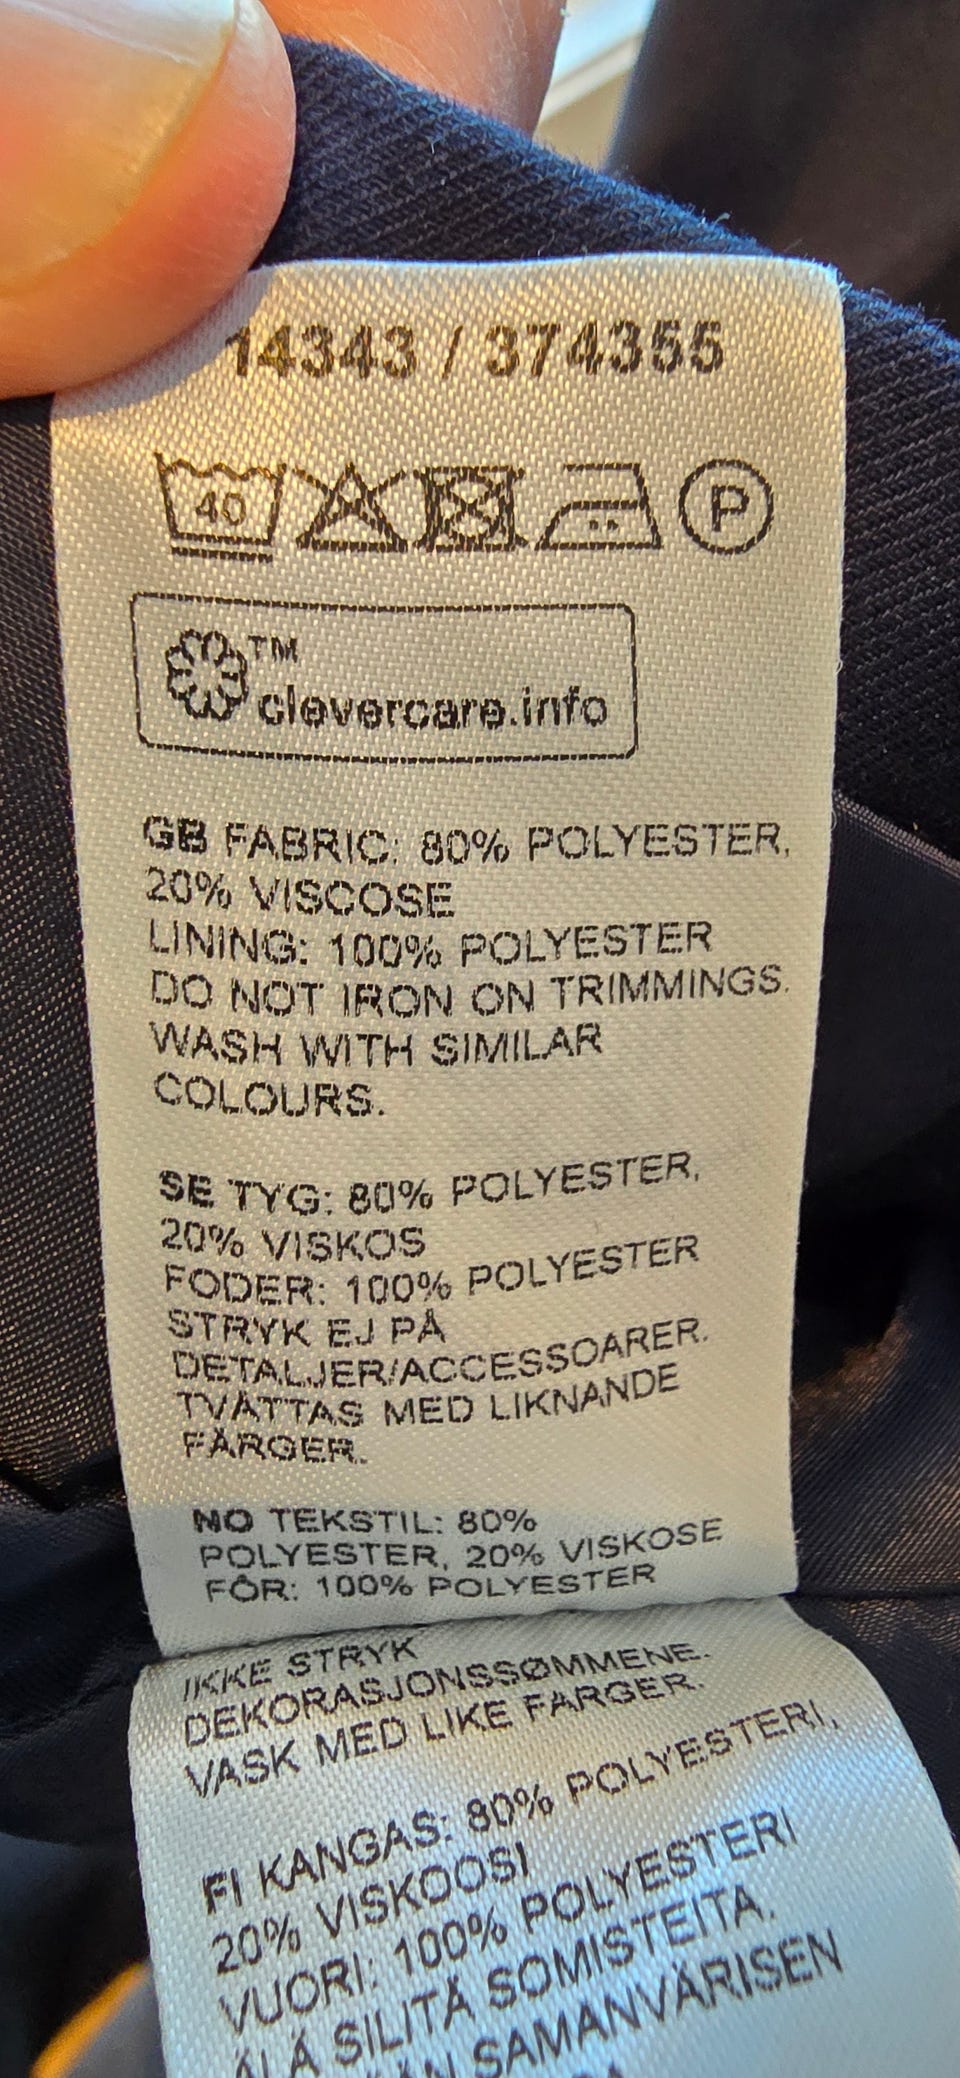 14343 / 374355
40 P
TM
clevercare.info
GB FABRIC: 80% POLYESTER,
20% VISCOSE
LINING: 100% POLYESTER
DO NOT IRON ON TRIMMINGS.
WASH WITH SIMILAR
COLOURS.
SE TYG: 80% POLYESTER,
20% VISKOS
FODER: 100% POLYESTER
STRYK EJ PÅ
DETALJER/ACCESSOARER.
TVÄTTAS MED LIKNANDE
FÄRGER.
NO TEKSTIL: 80%
POLYESTER, 20% VISKOSE
FÔR: 100% POLYESTER
IKKE STRYK
DEKORASJONSSØMMENE.
VASK MED LIKE FARGER.
FI KANGAS: 80% POLYESTERI,
20% VISKOOSI
VUORI: 100% POLYESTERI
ÄLÄ SILITÄ SOMISTEITA.
SAMANVÄRISEN